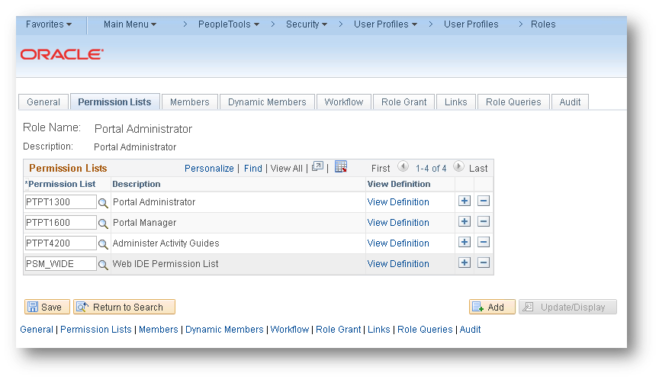 Favorites Main Menu > PeopleTools > Security > User Profiles > User Profiles > Roles
ORACLE
General Permission Lists Members Dynamic Members Workflow Role Grant Links Role Queries Audit
Role Name: Portal Administrator
Description: Portal Administrator
Permission Lists Personalize | Find | View All | | First 1-4 of 4 Last
*Permission List Description View Definition
PTPT1300 Portal Administrator View Definition
PTPT1600 Portal Manager View Definition
PTPT4200 Administer Activity Guides View Definition
PSM_WIDE Web IDE Permission List View Definition
Save Return to Search Add Update/Display
General | Permission Lists | Members | Dynamic Members | Workflow | Role Grant | Links | Role Queries | Audit